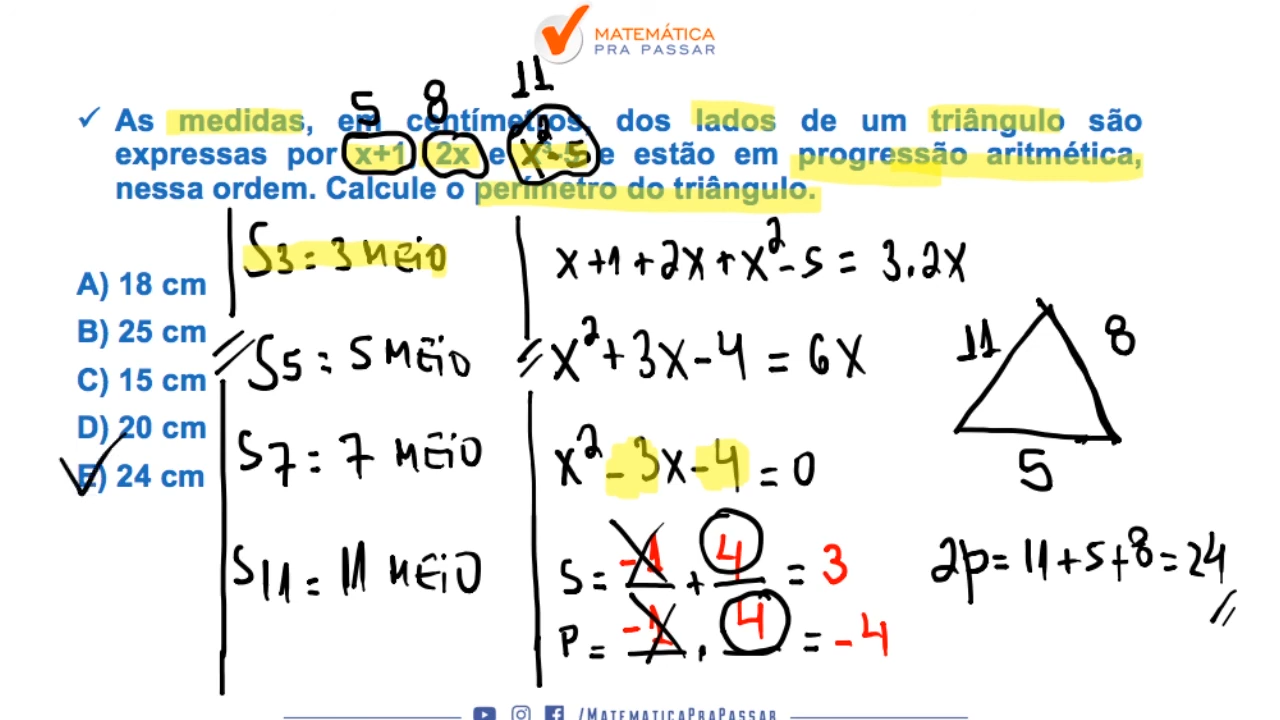 MATEMÁTICA
PRA PASSAR
5 8 11
✓ As medidas, em centímetros, dos lados de um triângulo são
expressas por x+1, 2x e x² - 5 e estão em progressão aritmética,
nessa ordem. Calcule o perímetro do triângulo.
A) 18 cm
B) 25 cm
C) 15 cm
D) 20 cm
E) 24 cm
S3 = 3 MEIO
S5 = 5 MEIO
S7 = 7 MEIO
S11 = 11 MEIO
x+1+2x+x²-5 = 3.2x
x²+3x-4 = 6x
x²-3x-4 = 0
S = -1 + 4 = 3
P = -1 . 4 = -4
11 8
5
2p = 11+5+8 = 24
/MATEMATICAPRAPASSAR